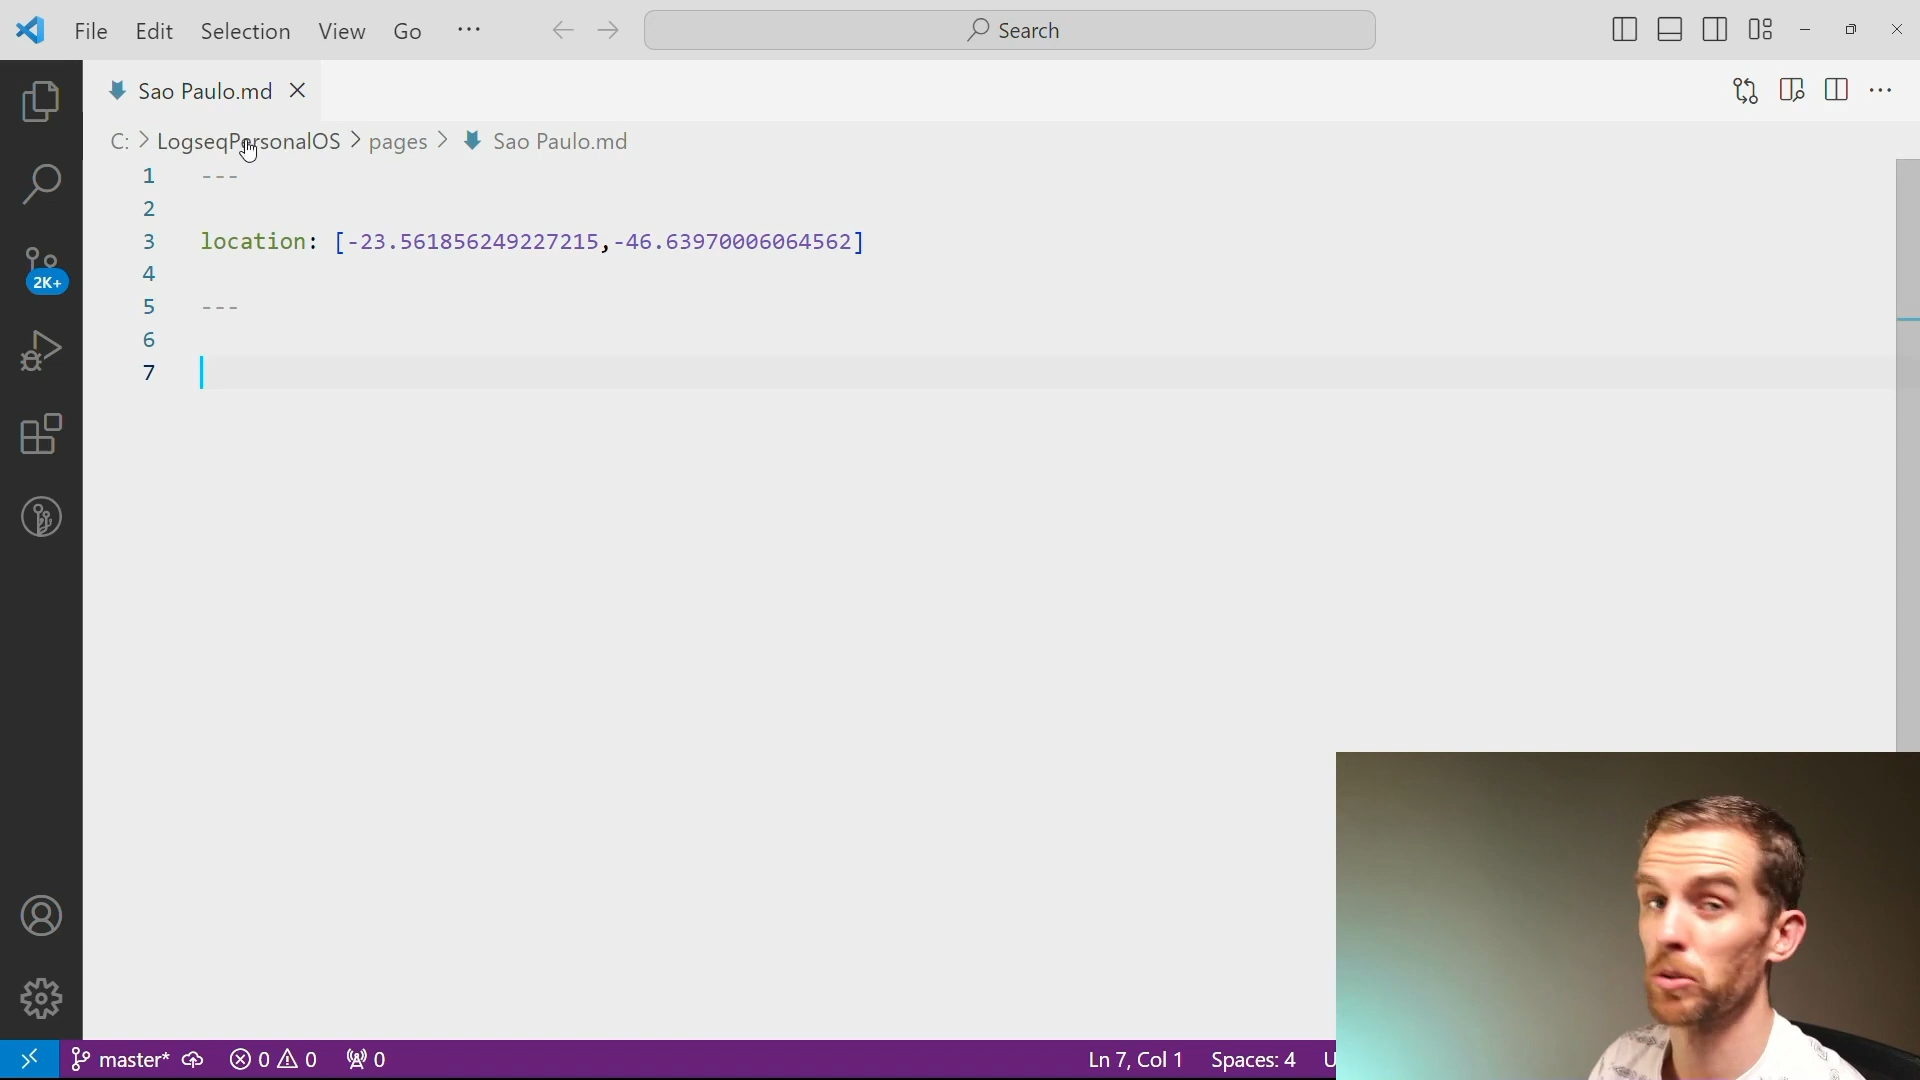 File Edit Selection View Go ··· Search
Sao Paulo.md
C: > LogseqPersonalOS > pages > Sao Paulo.md
1 ---
2
3 location: [-23.561856249227215,-46.63970006064562]
4
5 ---
6
7
2K+
master* 0 0 0 Ln 7, Col 1 Spaces: 4 U